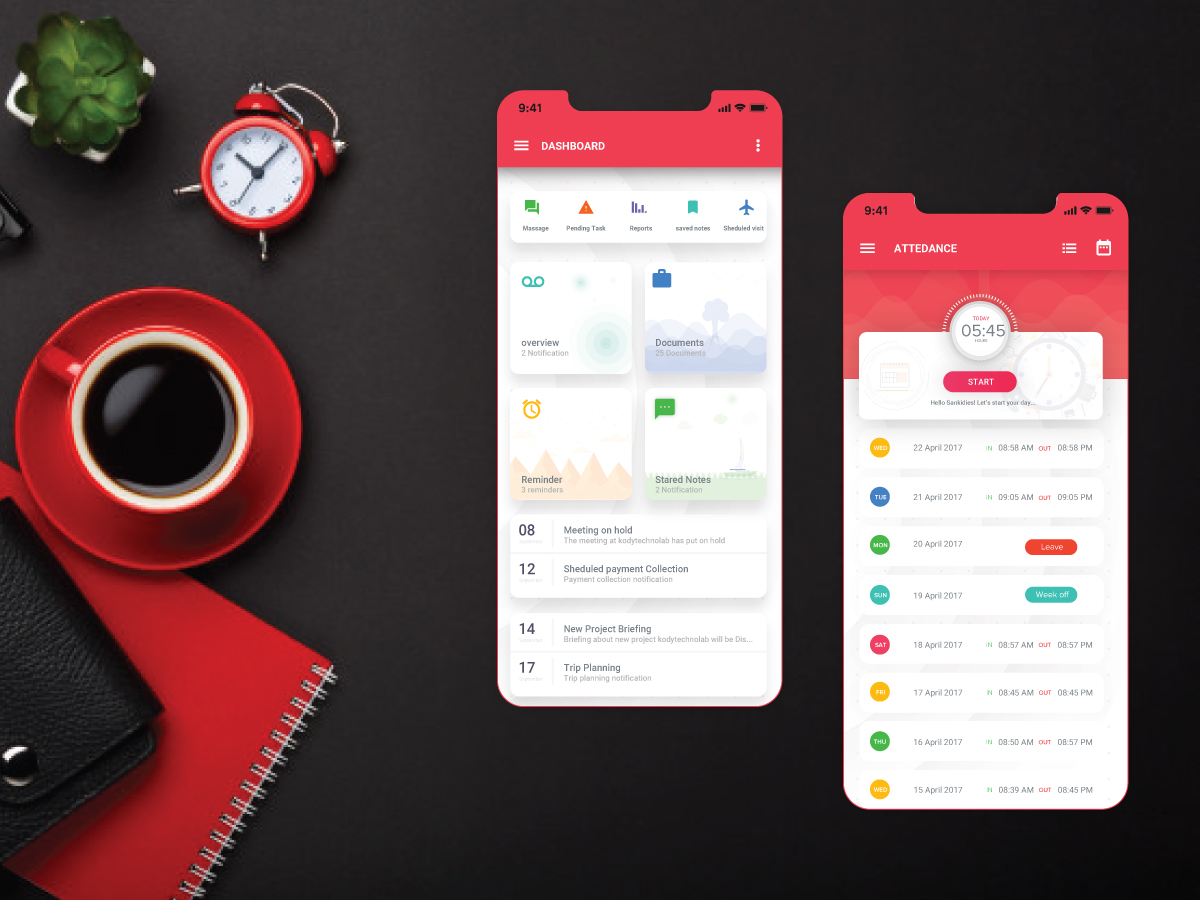 9:41
DASHBOARD
Massage Pending Task Reports saved notes Sheduled visit
overview
2 Notification
Documents
25 Documents
Reminder
3 reminders
Stared Notes
2 Notification
08
Meeting on hold
The meeting at kodytechnolab has put on hold
12
Sheduled payment Collection
Payment collection notification
14
New Project Briefing
Briefing about new project kodytechnolab will be Dis...
17
Trip Planning
Trip planning notification
9:41
ATTEDANCE
TODAY
05:45
START
Hello Sankidies! Let's start your day...
WED 22 April 2017 IN 08:58 AM OUT 08:58 PM
TUE 21 April 2017 IN 09:05 AM OUT 09:05 PM
MON 20 April 2017 Leave
SUN 19 April 2017 Week off
SAT 18 April 2017 IN 08:57 AM OUT 08:57 PM
FRI 17 April 2017 IN 08:45 AM OUT 08:45 PM
THU 16 April 2017 IN 08:50 AM OUT 08:57 PM
WED 15 April 2017 IN 08:39 AM OUT 08:45 PM